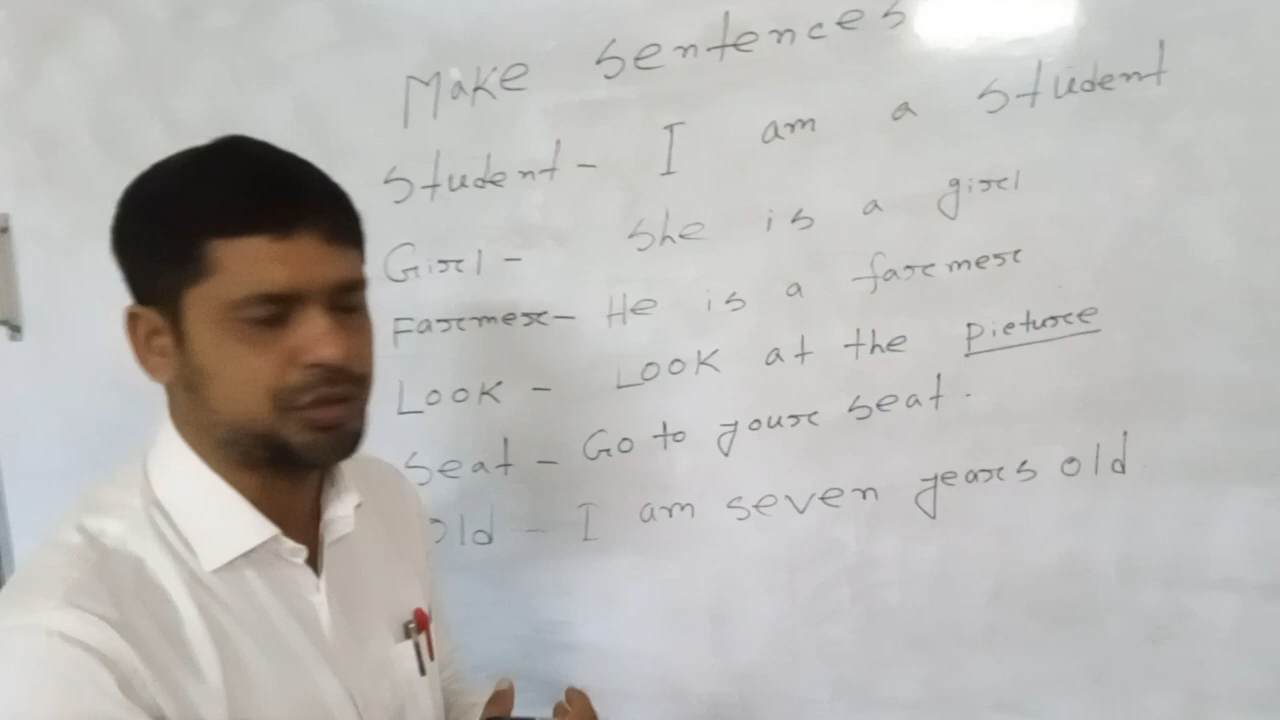 Make Sentences
Student - I am a student
Girl - She is a girl
Farmer - He is a farmer
Look - Look at the picture
Seat - Go to your seat.
Old - I am seven years old